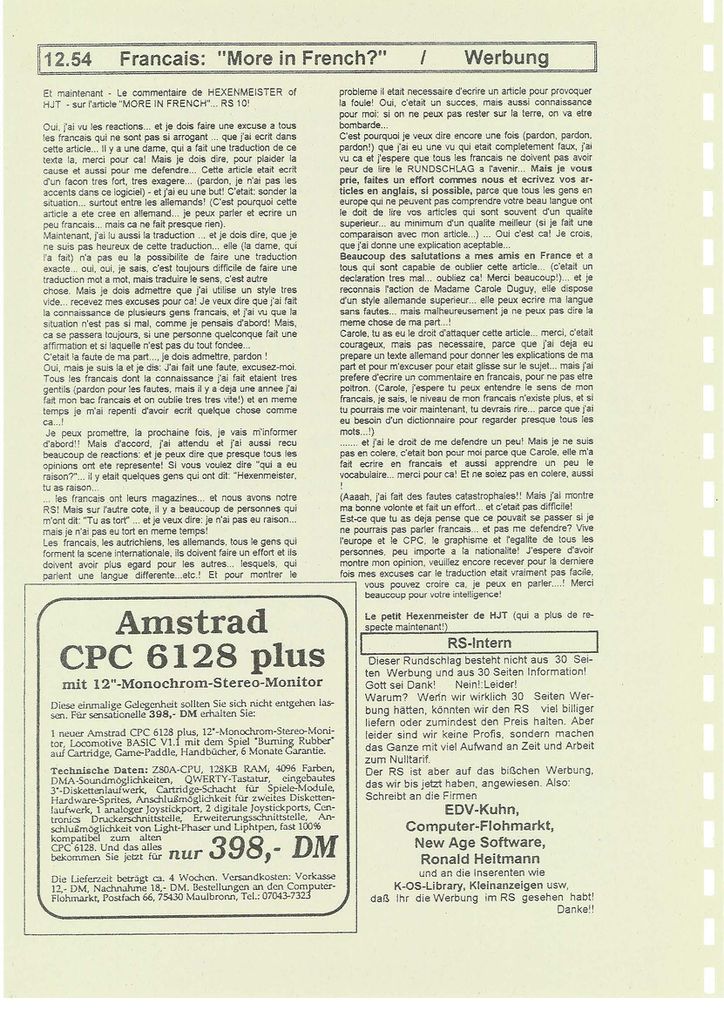 12.54 Francais: "More in French?" / Werbung
Et maintenant - Le commentaire de HEXENMEISTER of
HJT - sur l'article "MORE IN FRENCH"... RS 10!
Oui, j'ai vu les reactions... et je dois faire une excuse a tous
les francais qui ne sont pas si arrogant ... que j'ai ecrit dans
cette article... Il y a une dame, qui a fait une traduction de ce
texte la, merci pour ca! Mais je dois dire, pour plaider la
cause et aussi pour me defendre... Cette article etait ecrit
d'un facon tres fort, tres exagere... (pardon, je n'ai pas les
accents dans ce logiciel) - et j'ai eu une but! C'etait: sonder la
situation... surtout entre les allemands! (C'est pourquoi cette
article a ete cree en allemand... je peux parler et ecrire un
peu francais... mais ca ne fait presque rien).
Maintenant, j'ai lu aussi la traduction ... et je dois dire, que je
ne suis pas heureux de cette traduction... elle (la dame, qui
l'a fait) n'a pas eu la possibilite de faire une traduction
exacte... oui, oui, je sais, c'est toujours difficile de faire une
traduction mot a mot, mais traduire le sens, c'est autre
chose. Mais je dois admettre que j'ai utilise un style tres
vide... recevez mes excuses pour ca! Je veux dire que j'ai fait
la connaissance de plusieurs gens francais, et j'ai vu que la
situation n'est pas si mal, comme je pensais d'abord! Mais,
ca se passera toujours, si une personne quelconque fait une
affirmation et si laquelle n'est pas du tout fondee...
C'etait la faute de ma part..., je dois admettre, pardon !
Oui, mais je suis la et je dis: J'ai fait une faute, excusez-moi.
Tous les francais dont la connaissance j'ai fait etaient tres
gentils (pardon pour les fautes, mais il y a deja une annee j'ai
fait mon bac francais et on oublie tres tres vite!) et en meme
temps je m'ai repenti d'avoir ecrit quelque chose comme
ca...!
Je peux promettre, la prochaine fois, je vais m'informer
d'abord!! Mais d'accord, j'ai attendu et j'ai aussi recu
beaucoup de reactions: et je peux dire que presque tous les
opinions ont ete represente! Si vous voulez dire "qui a eu
raison?"... il y etait quelques gens qui ont dit: "Hexenmeister,
tu as raison...
... les francais ont leurs magazines... et nous avons notre
RS! Mais sur l'autre cote, il y a beaucoup de personnes qui
m'ont dit: "Tu as tort" ... et je veux dire: je n'ai pas eu raison...
mais je n'ai pas eu tort en meme temps!
Les francais, les autrichiens, les allemands, tous le gens qui
forment la scene internationale, ils doivent faire un effort et ils
doivent avoir plus egard pour les autres... lesquels, qui
parlent une langue differente...etc.! Et pour montrer le
probleme il etait necessaire d'ecrire un article pour provoquer
la foule! Oui, c'etait un succes, mais aussi connaissance
pour moi: si on ne peux pas rester sur la terre, on va etre
bombarde...
C'est pourquoi je veux dire encore une fois (pardon, pardon,
pardon!) que j'ai eu une vu qui etait completement faux, j'ai
vu ca et j'espere que tous les francais ne doivent pas avoir
peur de lire le RUNDSCHLAG a l'avenir... Mais je vous
prie, faites un effort commes nous et ecrivez vos ar-
ticles en anglais, si possible, parce que tous les gens en
europe qui ne peuvent pas comprendre votre beau langue ont
le doit de lire vos articles qui sont souvent d'un qualite
superieur... au minimum d'un qualite meilleur (si je fait une
comparaison avec mon article...) ... Oui c'est ca! Je crois,
que j'ai donne une explication aceptable...
Beaucoup des salutations a mes amis en France et a
tous qui sont capable de oublier cette article... (c'etait un
declaration tres mal... oubliez ca! Merci beaucoup!)... et je
reconnais l'action de Madame Carole Duguy, elle dispose
d'un style allemande superieur... elle peux ecrire ma langue
sans fautes... mais malheureusement je ne peux pas dire la
meme chose de ma part...!
Carole, tu as eu le droit d'attaquer cette article... merci, c'etait
courageux, mais pas necessaire, parce que j'ai deja eu
prepare un texte allemand pour donner les explications de ma
part et pour m'excuser pour etait glisse sur le sujet... mais j'ai
prefere d'ecrire un commentaire en francais, pour ne pas etre
poltron. (Carole, j'espere tu peux entendre le sens de mon
francais, je sais, le niveau de mon francais n'existe plus, et si
tu pourrais me voir maintenant, tu devrais rire... parce que j'ai
eu besoin d'un dictionnaire pour regarder presque tous les
mots...!)
....... et j'ai le droit de me defendre un peu! Mais je ne suis
pas en colere, c'etait bon pour moi parce que Carole, elle m'a
fait ecrire en francais et aussi apprendre un peu le
vocabulaire... merci pour ca! Et ne soiez pas en colere, aussi
!
(Aaaah, j'ai fait des fautes catastrophales!! Mais j'ai montre
ma bonne volonte et fait un effort... et c'etait pas difficile!
Est-ce que tu as deja pense que ce pouvait se passer si je
ne pourrais pas parler francais... et pas me defendre? Vive
l'europe et le CPC, le graphisme et l'egalite de tous les
personnes, peu importe a la nationalite! J'espere d'avoir
montre mon opinion, veuillez encore recever pour la derniere
fois mes excuses car le traduction etait vraiment pas facile,
vous pouvez croire ca, je peux en parler....! Merci
beaucoup pour votre intelligence!
Le petit Hexenmeister de HJT (qui a plus de re-
specte maintenant!)
Amstrad
CPC 6128 plus
mit 12"-Monochrom-Stereo-Monitor
Diese einmalige Gelegenheit sollten Sie sich nicht entgehen las-
sen. Für sensationelle 398,- DM erhalten Sie:
1 neuer Amstrad CPC 6128 plus, 12"-Monochrom-Stereo-Moni-
tor, Locomotive BASIC V1.1 mit dem Spiel "Burning Rubber"
auf Cartridge, Game-Paddle, Handbücher, 6 Monate Garantie.
Technische Daten: Z80A-CPU, 128KB RAM, 4096 Farben,
DMA-Soundmöglichkeiten, QWERTY-Tastatur, eingebautes
3"-Diskettenlaufwerk, Cartridge-Schacht für Spiele-Module,
Hardware-Sprites, Anschlußmöglichkeit für zweites Disketten-
laufwerk, 1 analoger Joystickport, 2 digitale Joystickports, Cen-
tronics Druckerschnittstelle, Erweiterungsschnittstelle, An-
schlußmöglichkeit von Light-Phaser und Lightpen, fast 100%
kompatibel zum alten
CPC 6128. Und das alles
bekommen Sie jetzt für nur 398,- DM
Die Lieferzeit beträgt ca. 4 Wochen. Versandkosten: Vorkasse
12,- DM, Nachnahme 18,- DM. Bestellungen an den Computer-
Flohmarkt, Postfach 66, 75430 Maulbronn, Tel.: 07043-7323
RS-Intern
Dieser Rundschlag besteht nicht aus 30 Sei-
ten Werbung und aus 30 Seiten Information!
Gott sei Dank! Nein!:Leider!
Warum? Wenn wir wirklich 30 Seiten Wer-
bung hätten, könnten wir den RS viel billiger
liefern oder zumindest den Preis halten. Aber
leider sind wir keine Profis, sondern machen
das Ganze mit viel Aufwand an Zeit und Arbeit
zum Nulltarif.
Der RS ist aber auf das bißchen Werbung,
das wir bis jetzt haben, angewiesen. Also:
Schreibt an die Firmen
EDV-Kuhn,
Computer-Flohmarkt,
New Age Software,
Ronald Heitmann
und an die Inserenten wie
K-OS-Library, Kleinanzeigen usw,
daß Ihr die Werbung im RS gesehen habt!
Danke!!